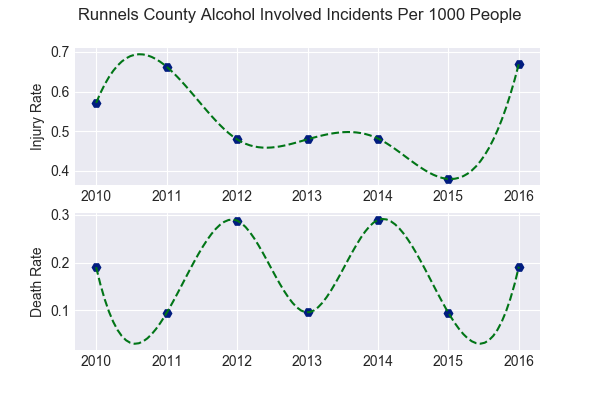 Runnels County Alcohol Involved Incidents Per 1000 People
0.7
0.6
0.5
0.4
Injury Rate
2010 2011 2012 2013 2014 2015 2016
0.3
0.2
0.1
Death Rate
2010 2011 2012 2013 2014 2015 2016